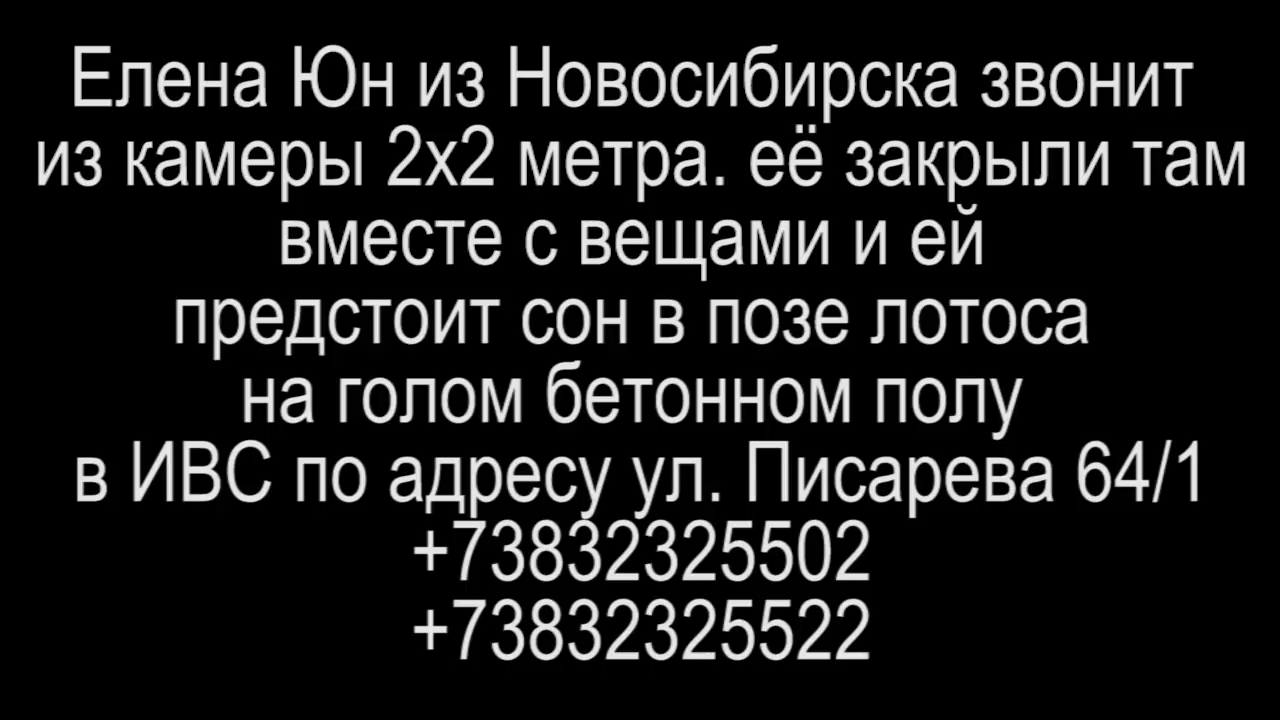 Елена Юн из Новосибирска звонит
из камеры 2х2 метра. её закрыли там
вместе с вещами и ей
предстоит сон в позе лотоса
на голом бетонном полу
в ИВС по адресу ул. Писарева 64/1
+73832325502
+73832325522